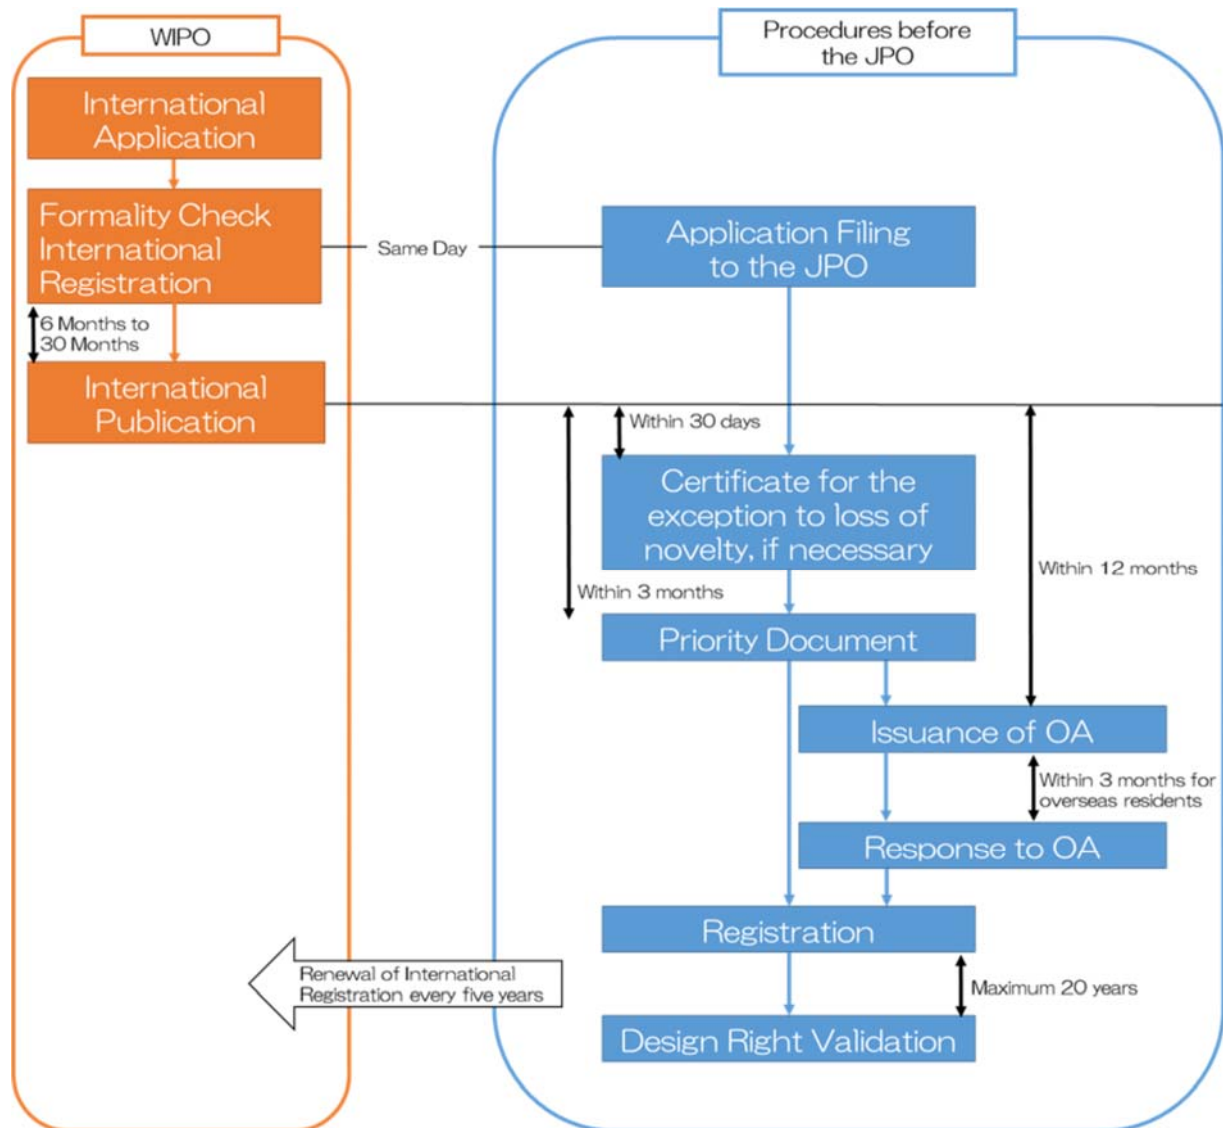 WIPO
Procedures before
the JPO
International
Application
Formality Check
International
Registration
Same Day
Application Filing
to the JPO
6 Months to
30 Months
International
Publication
Within 30 days
Certificate for the
exception to loss of
novelty, if necessary
Within 12 months
Within 3 months
Priority Document
Issuance of OA
Within 3 months for
overseas residents
Response to OA
Registration
Renewal of International
Registration every five years
Maximum 20 years
Design Right Validation